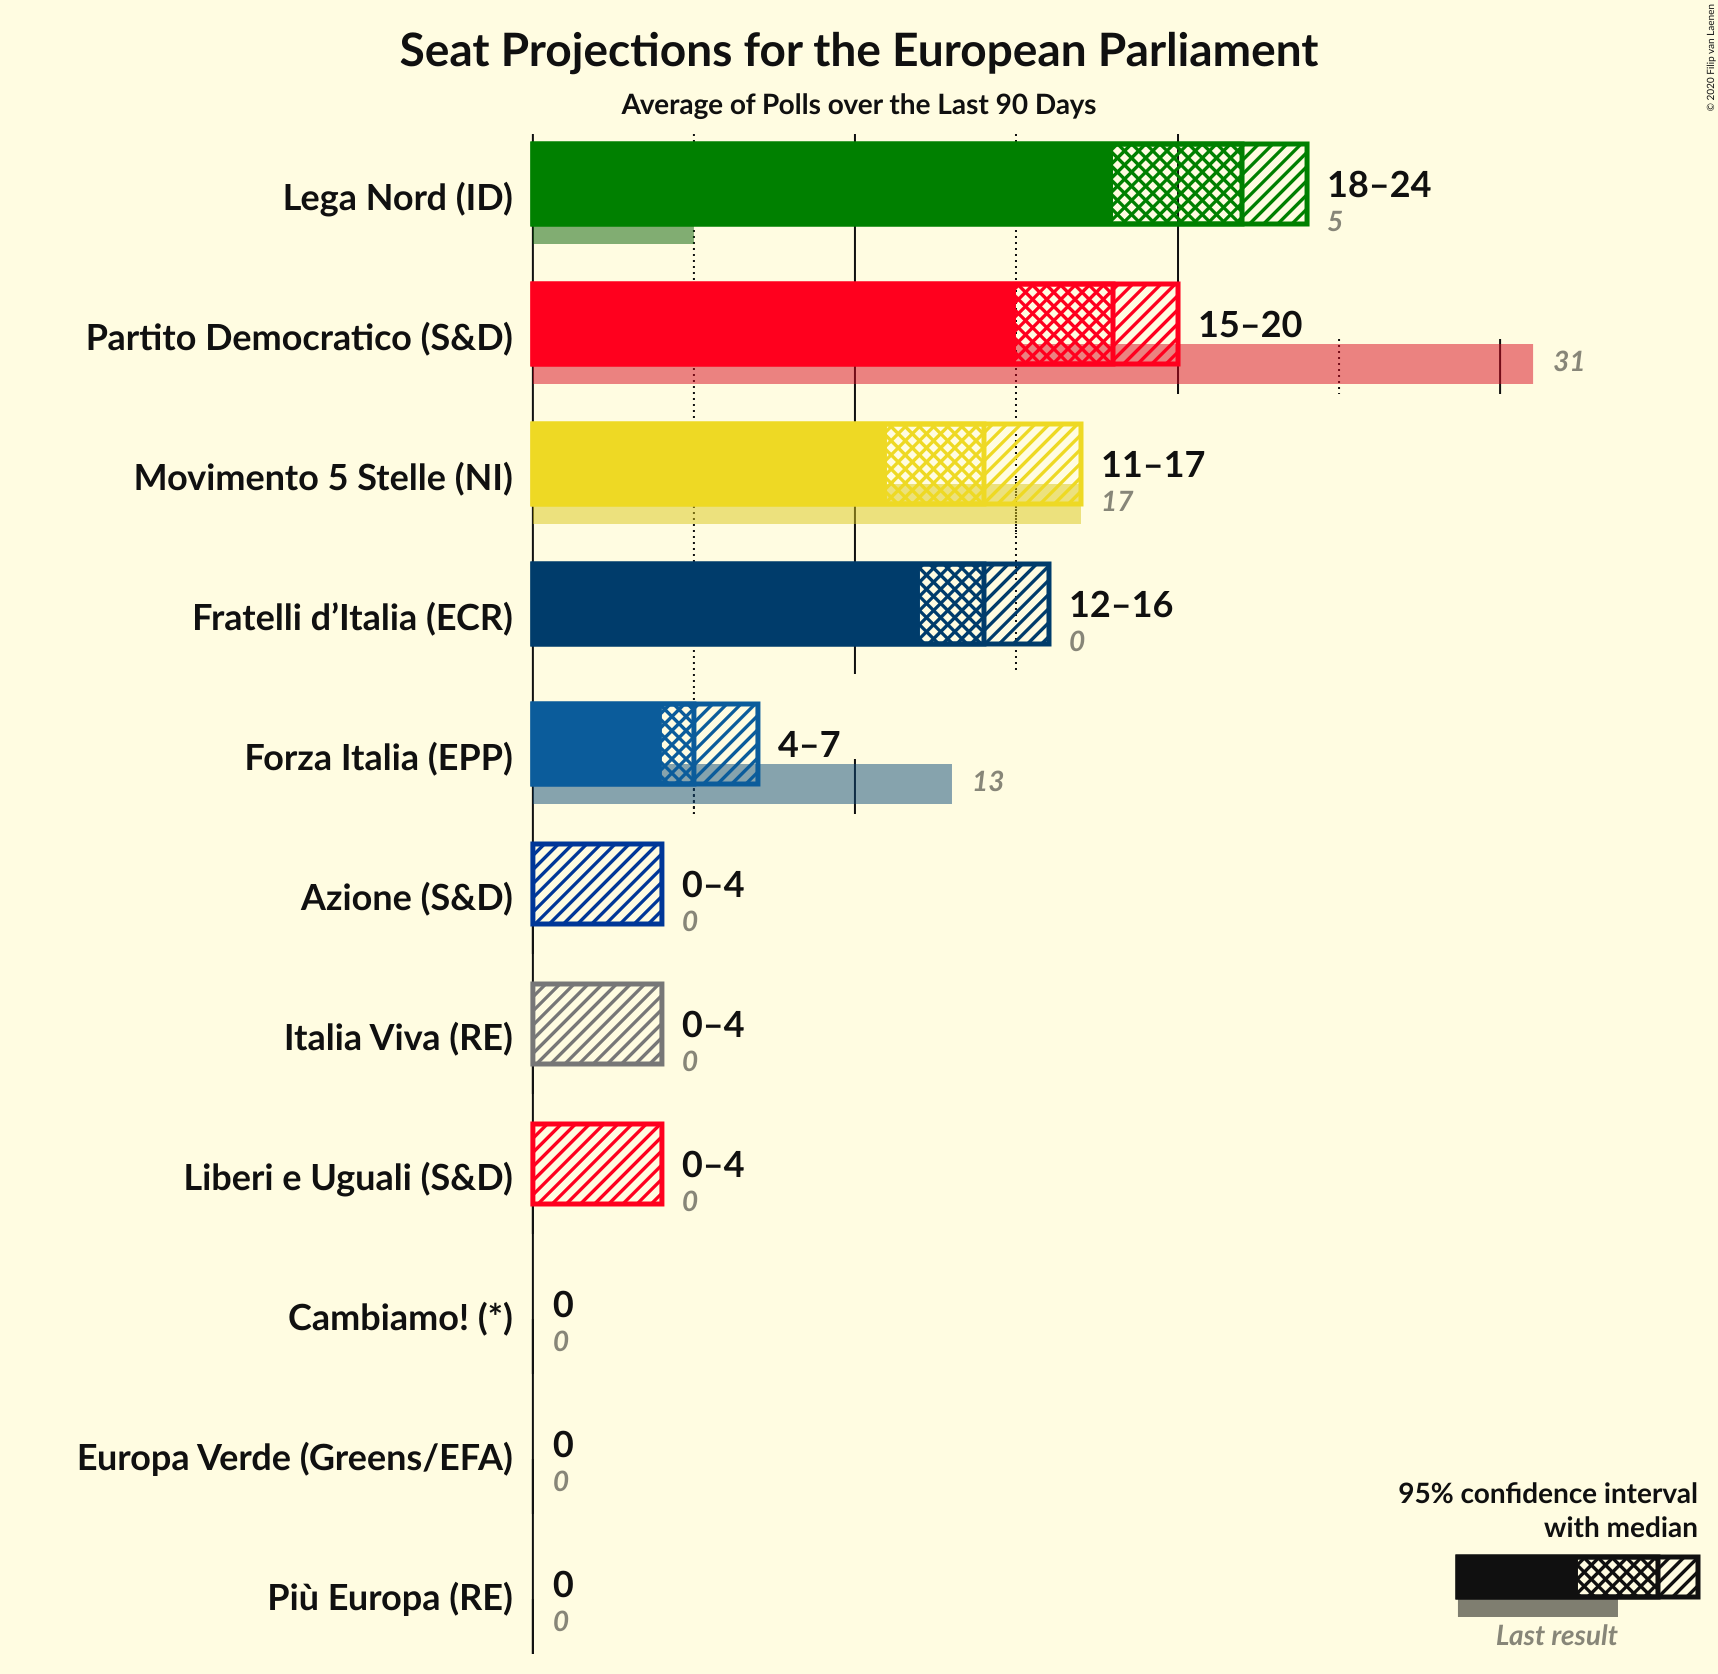 © 2020 Filip van Laenen
Seat Projections for the European Parliament
Average of Polls over the Last 90 Days
Lega Nord (ID)
18–24
5
Partito Democratico (S&D)
15–20
31
Movimento 5 Stelle (NI)
11–17
17
Fratelli d’Italia (ECR)
12–16
0
Forza Italia (EPP)
4–7
13
Azione (S&D)
0–4
0
Italia Viva (RE)
0–4
0
Liberi e Uguali (S&D)
0–4
0
Cambiamo! (*)
0
0
Europa Verde (Greens/EFA)
0
0
Più Europa (RE)
0
0
95% confidence interval
with median
Last result